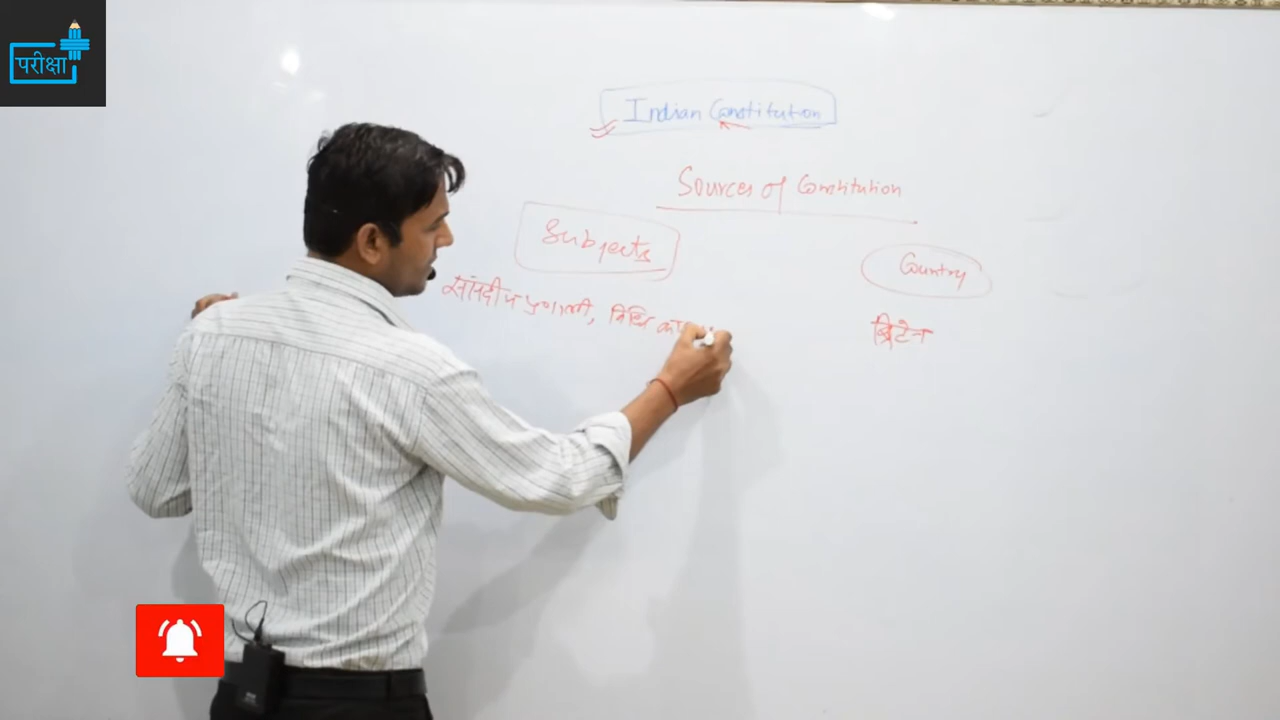 परीक्षा
Indian Constitution
Sources of Constitution
Subjects
Country
सांसदीय प्रणाली, विधि
ब्रिटेन